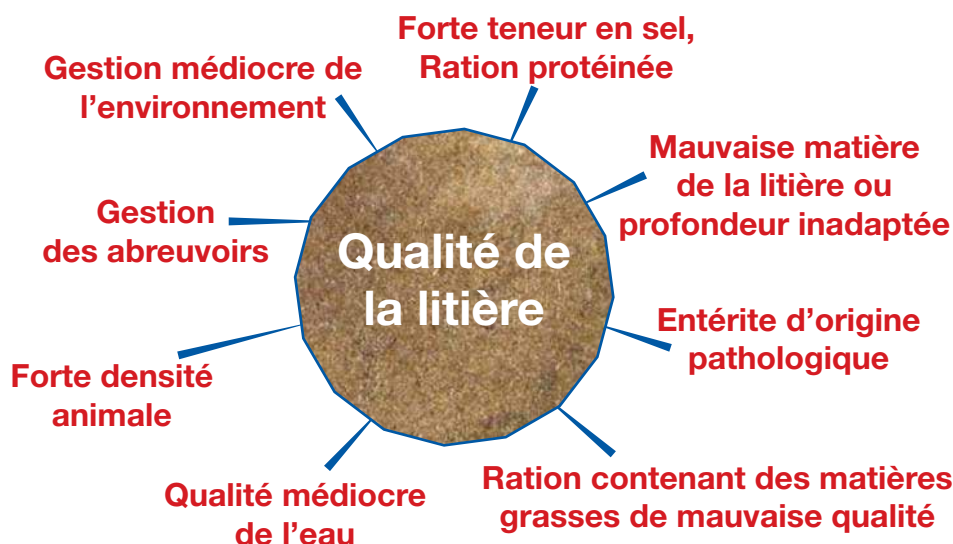 Forte teneur en sel,
Ration protéinée
Gestion médiocre de
l’environnement
Mauvaise matière
de la litière ou
profondeur inadaptée
Gestion
des abreuvoirs
Qualité de
la litière
Entérite d’origine
pathologique
Forte densité
animale
Ration contenant des matières
grasses de mauvaise qualité
Qualité médiocre
de l’eau